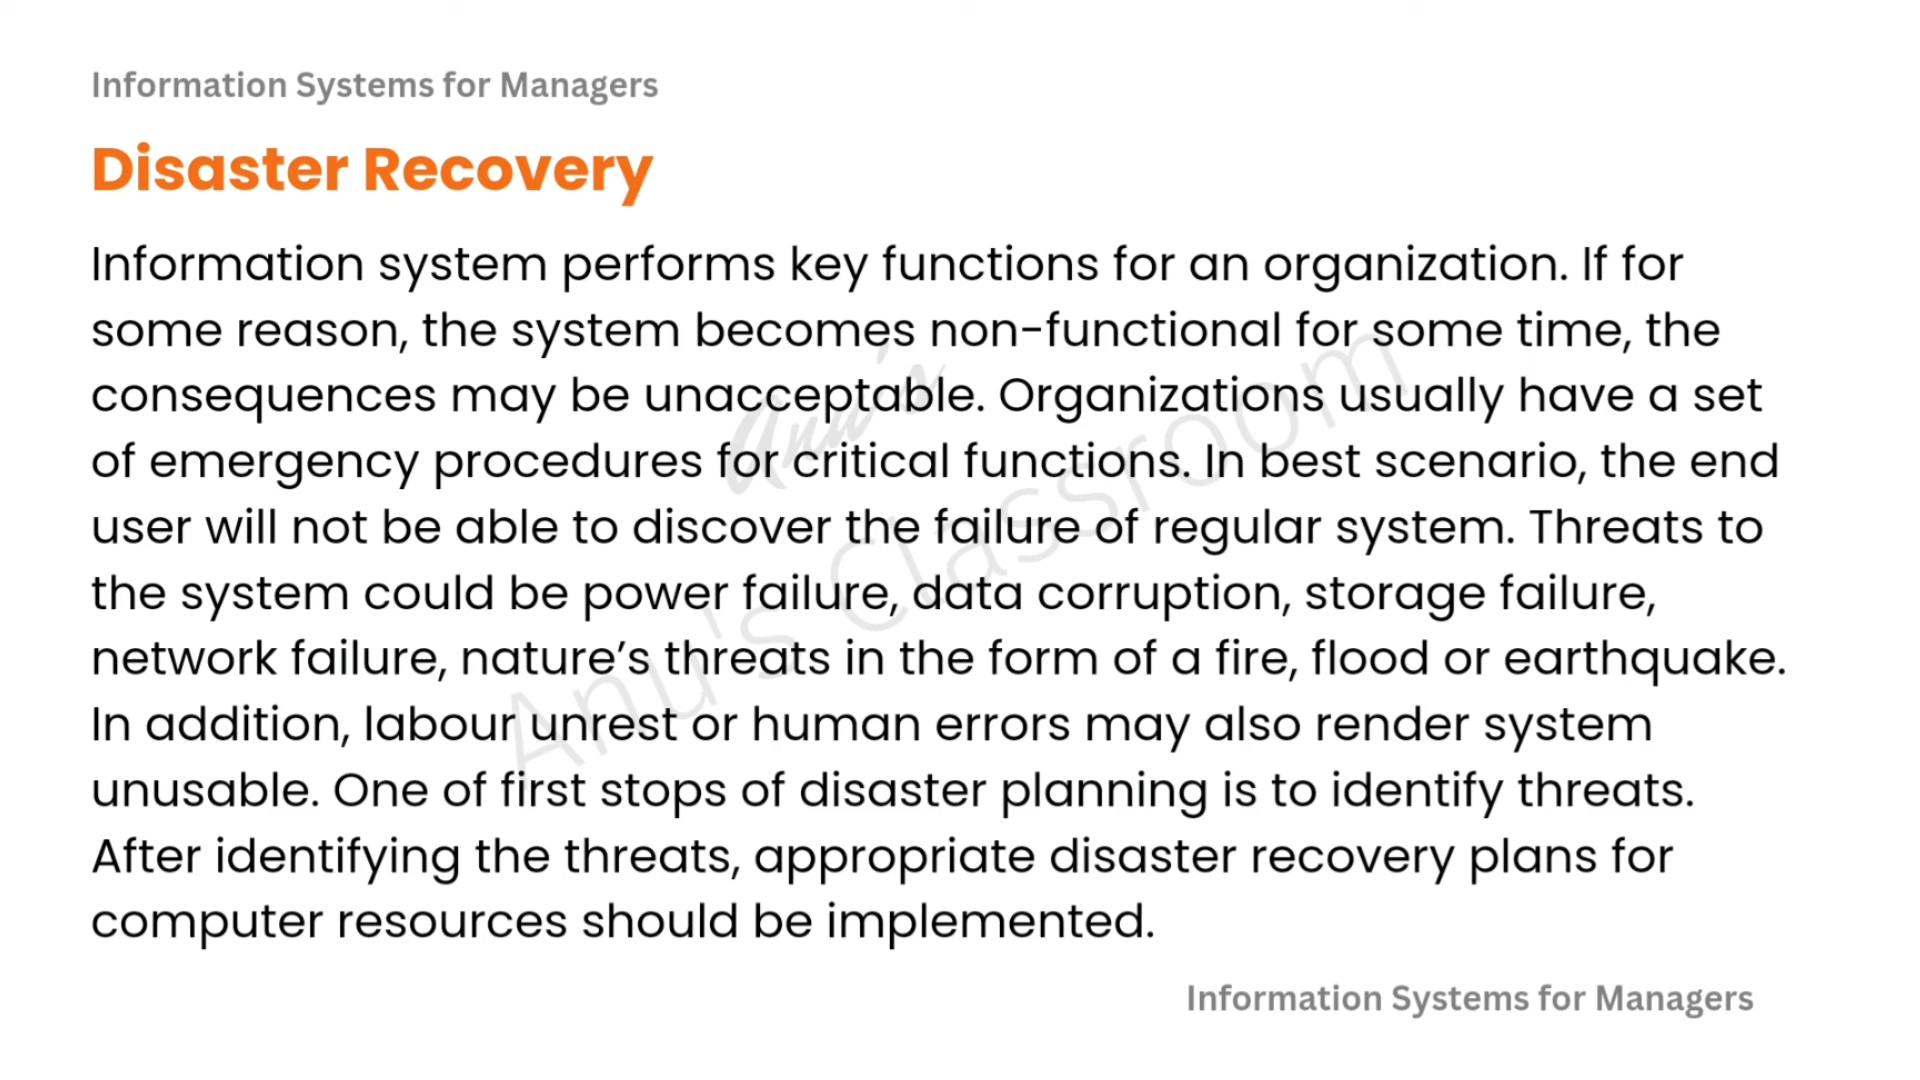 Information Systems for Managers
Disaster Recovery
Information system performs key functions for an organization. If for
some reason, the system becomes non-functional for some time, the
consequences may be unacceptable. Organizations usually have a set
of emergency procedures for critical functions. In best scenario, the end
user will not be able to discover the failure of regular system. Threats to
the system could be power failure, data corruption, storage failure,
network failure, nature’s threats in the form of a fire, flood or earthquake.
In addition, labour unrest or human errors may also render system
unusable. One of first stops of disaster planning is to identify threats.
After identifying the threats, appropriate disaster recovery plans for
computer resources should be implemented.
Anu's
Anu's Classroom
Information Systems for Managers